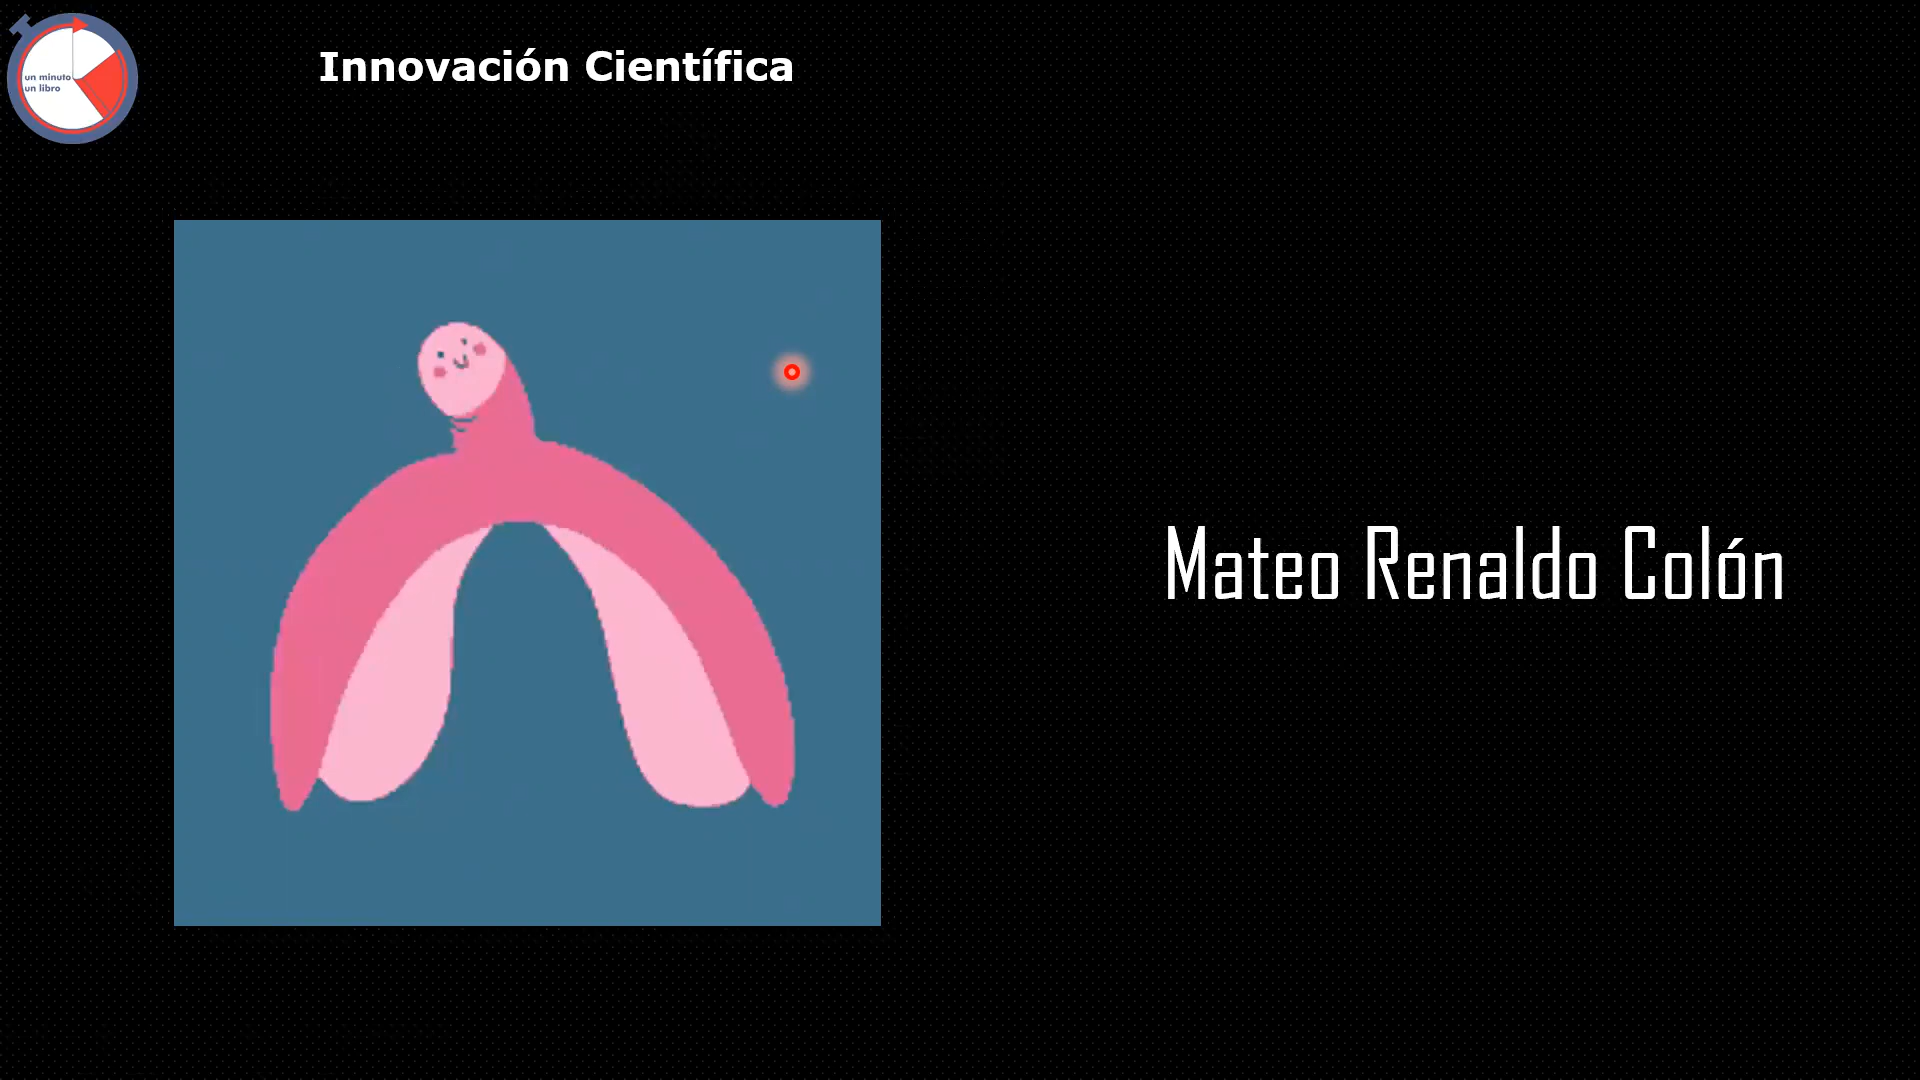 un minuto
un libro
Innovación Científica
Mateo Renaldo Colón